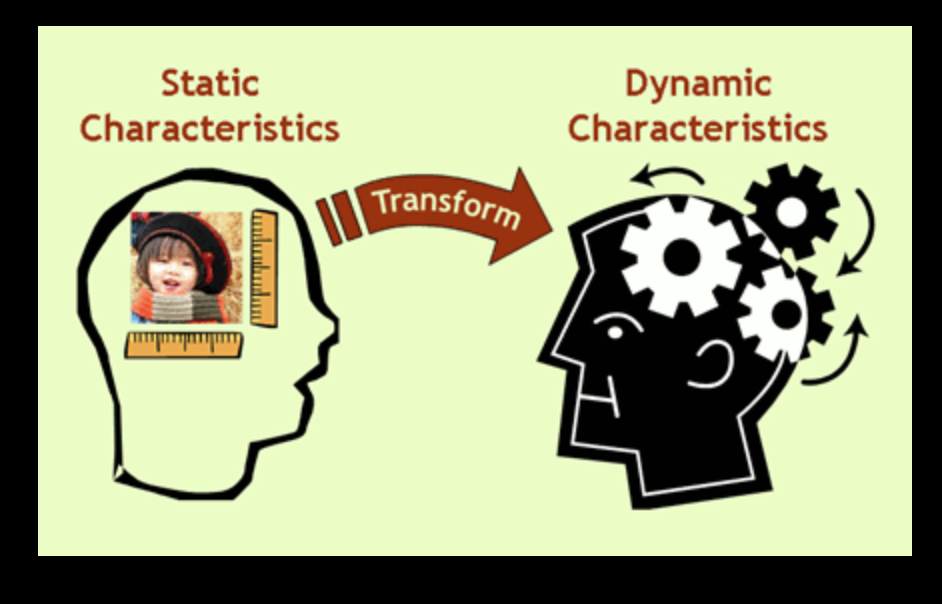 Static
Characteristics
Transform
Dynamic
Characteristics